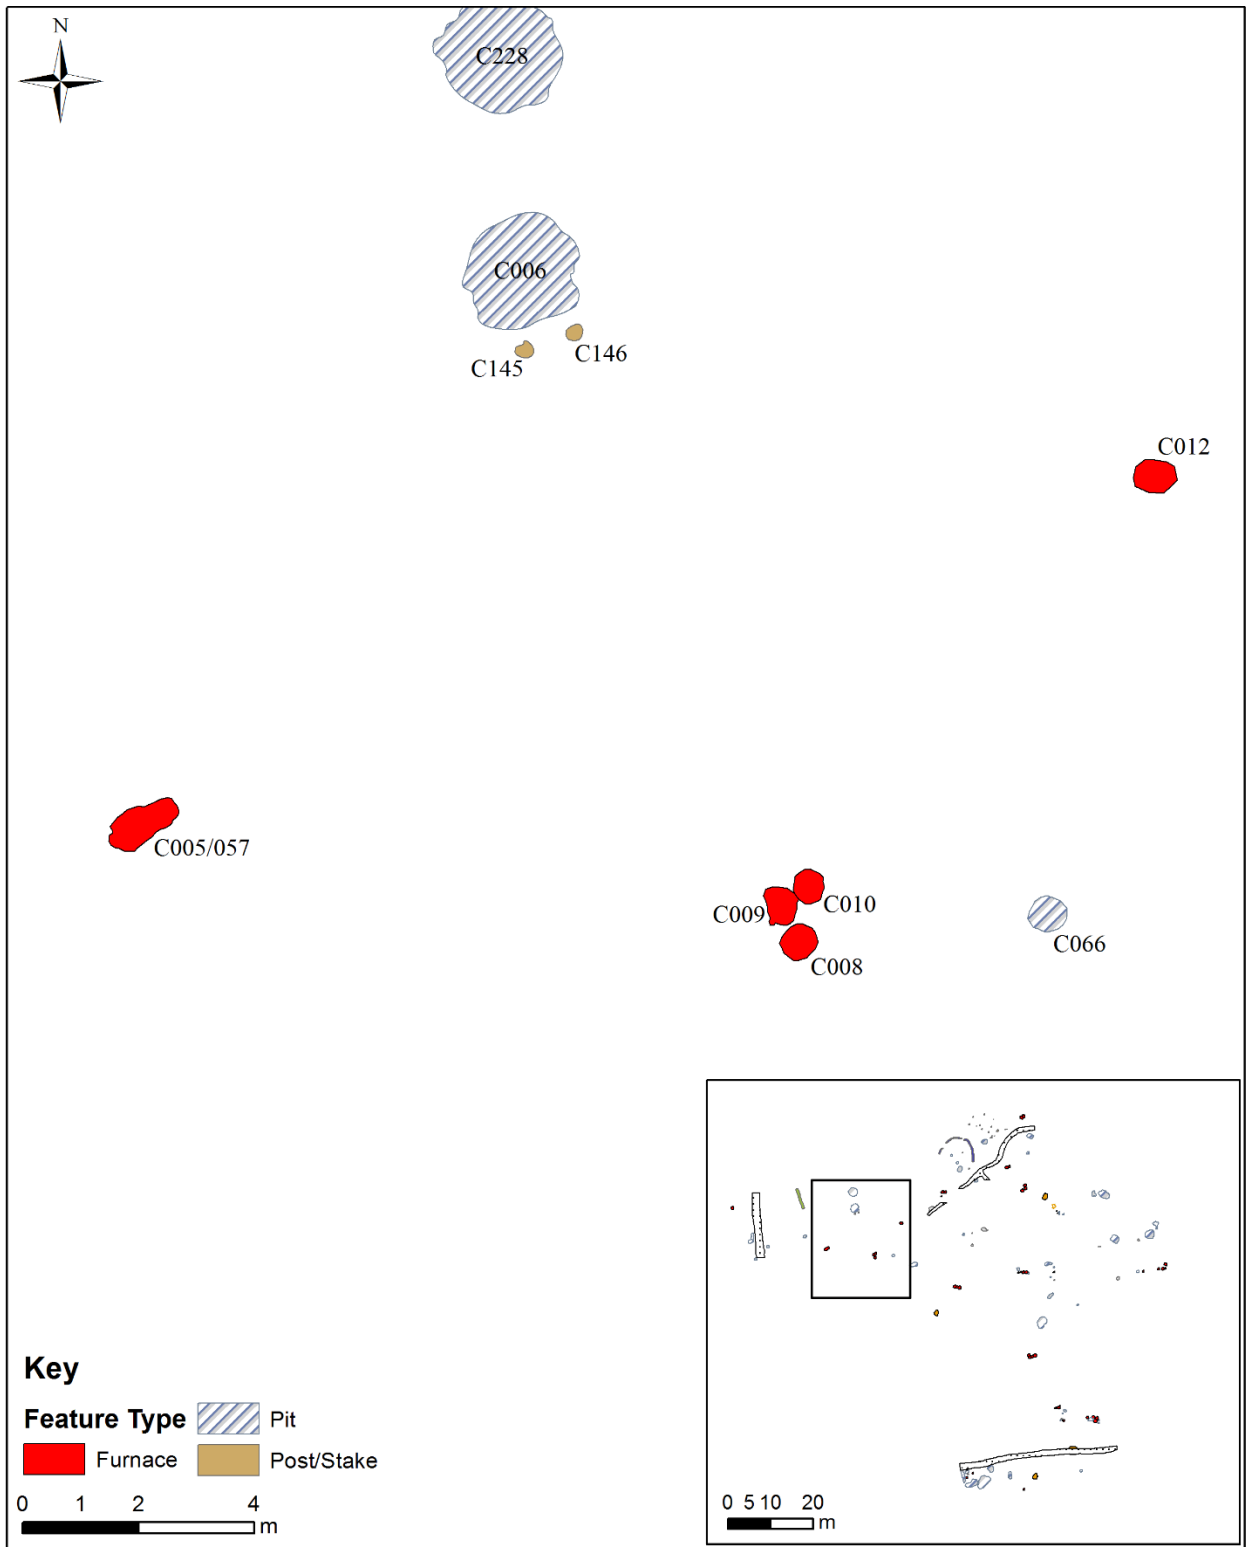 N
C228
C006
C146
C145
C012
C005/057
C010
C009
C008
C066
Key
Feature Type
Pit
Furnace
Post/Stake
0 1 2 4
m
0 5 10 20
m